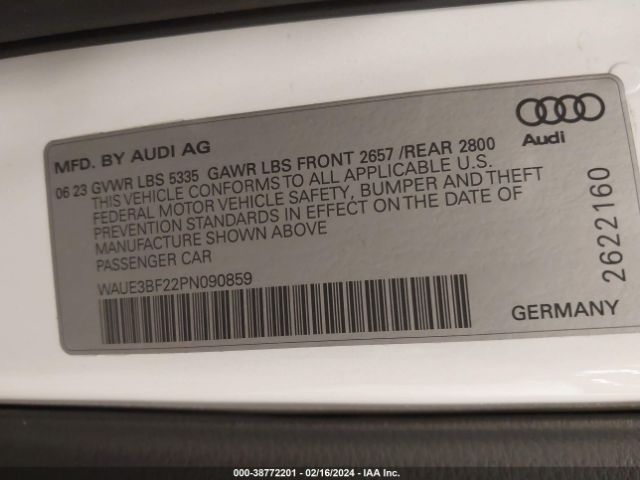 MFD. BY AUDI AG
Audi
06 23 GVWR LBS 5335 GAWR LBS FRONT 2657 /REAR 2800
THIS VEHICLE CONFORMS TO ALL APPLICABLE U.S.
FEDERAL MOTOR VEHICLE SAFETY, BUMPER AND THEFT
PREVENTION STANDARDS IN EFFECT ON THE DATE OF
MANUFACTURE SHOWN ABOVE
PASSENGER CAR
WAUE3BF22PN090859
2622160
GERMANY
000-38772201 - 02/16/2024 - IAA Inc.